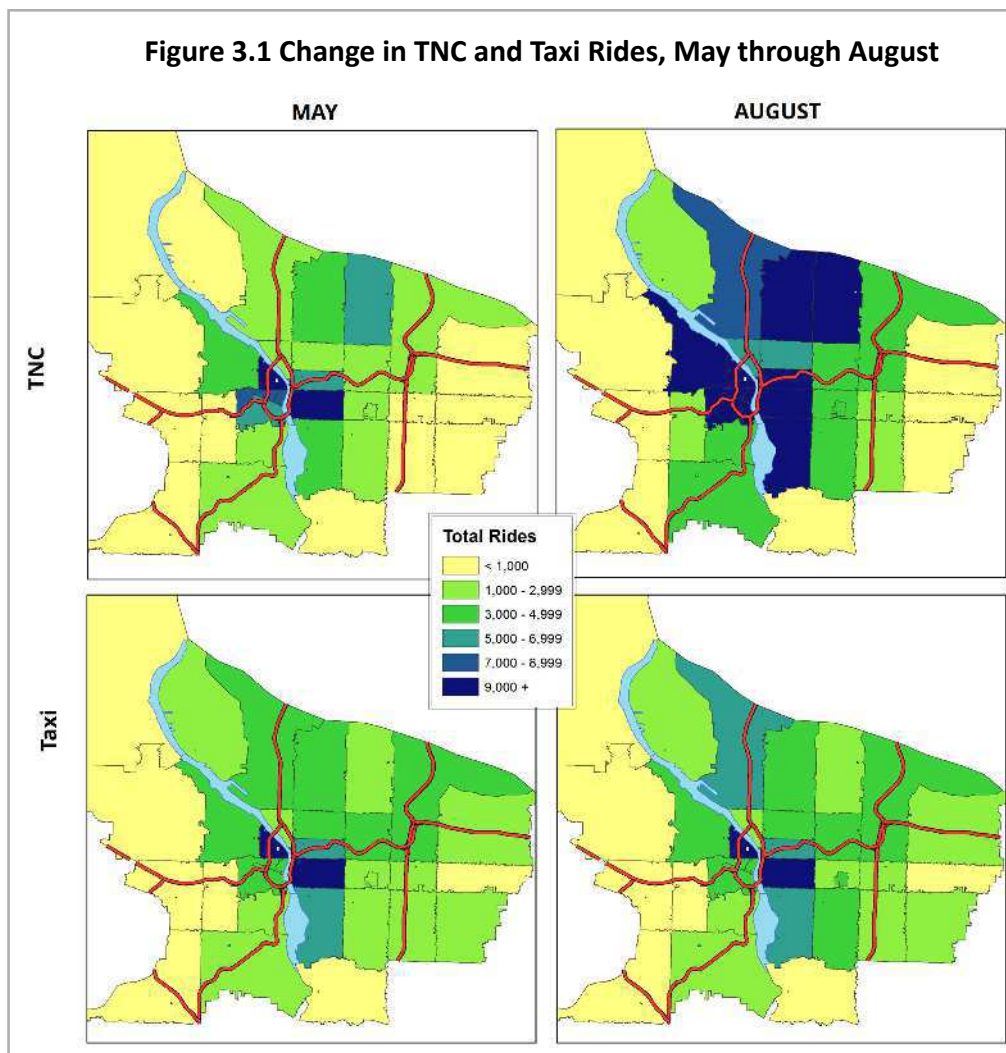 Figure 3.1 Change in TNC and Taxi Rides, May through August
MAY
AUGUST
TNC
Total Rides
< 1,000
1,000 - 2,999
3,000 - 4,999
5,000 - 6,999
7,000 - 8,999
9,000 +
Taxi